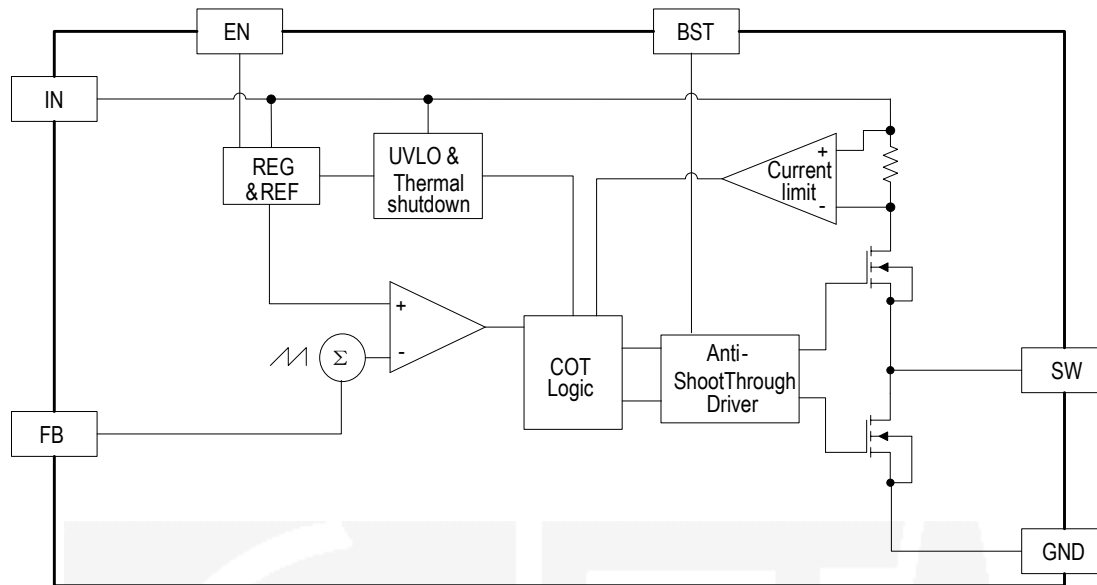 EN
BST
IN
REG
&REF
UVLO &
Thermal
shutdown
+
Current
limit
-
+
-
Σ
COT
Logic
Anti-
ShootThrough
Driver
SW
FB
GND